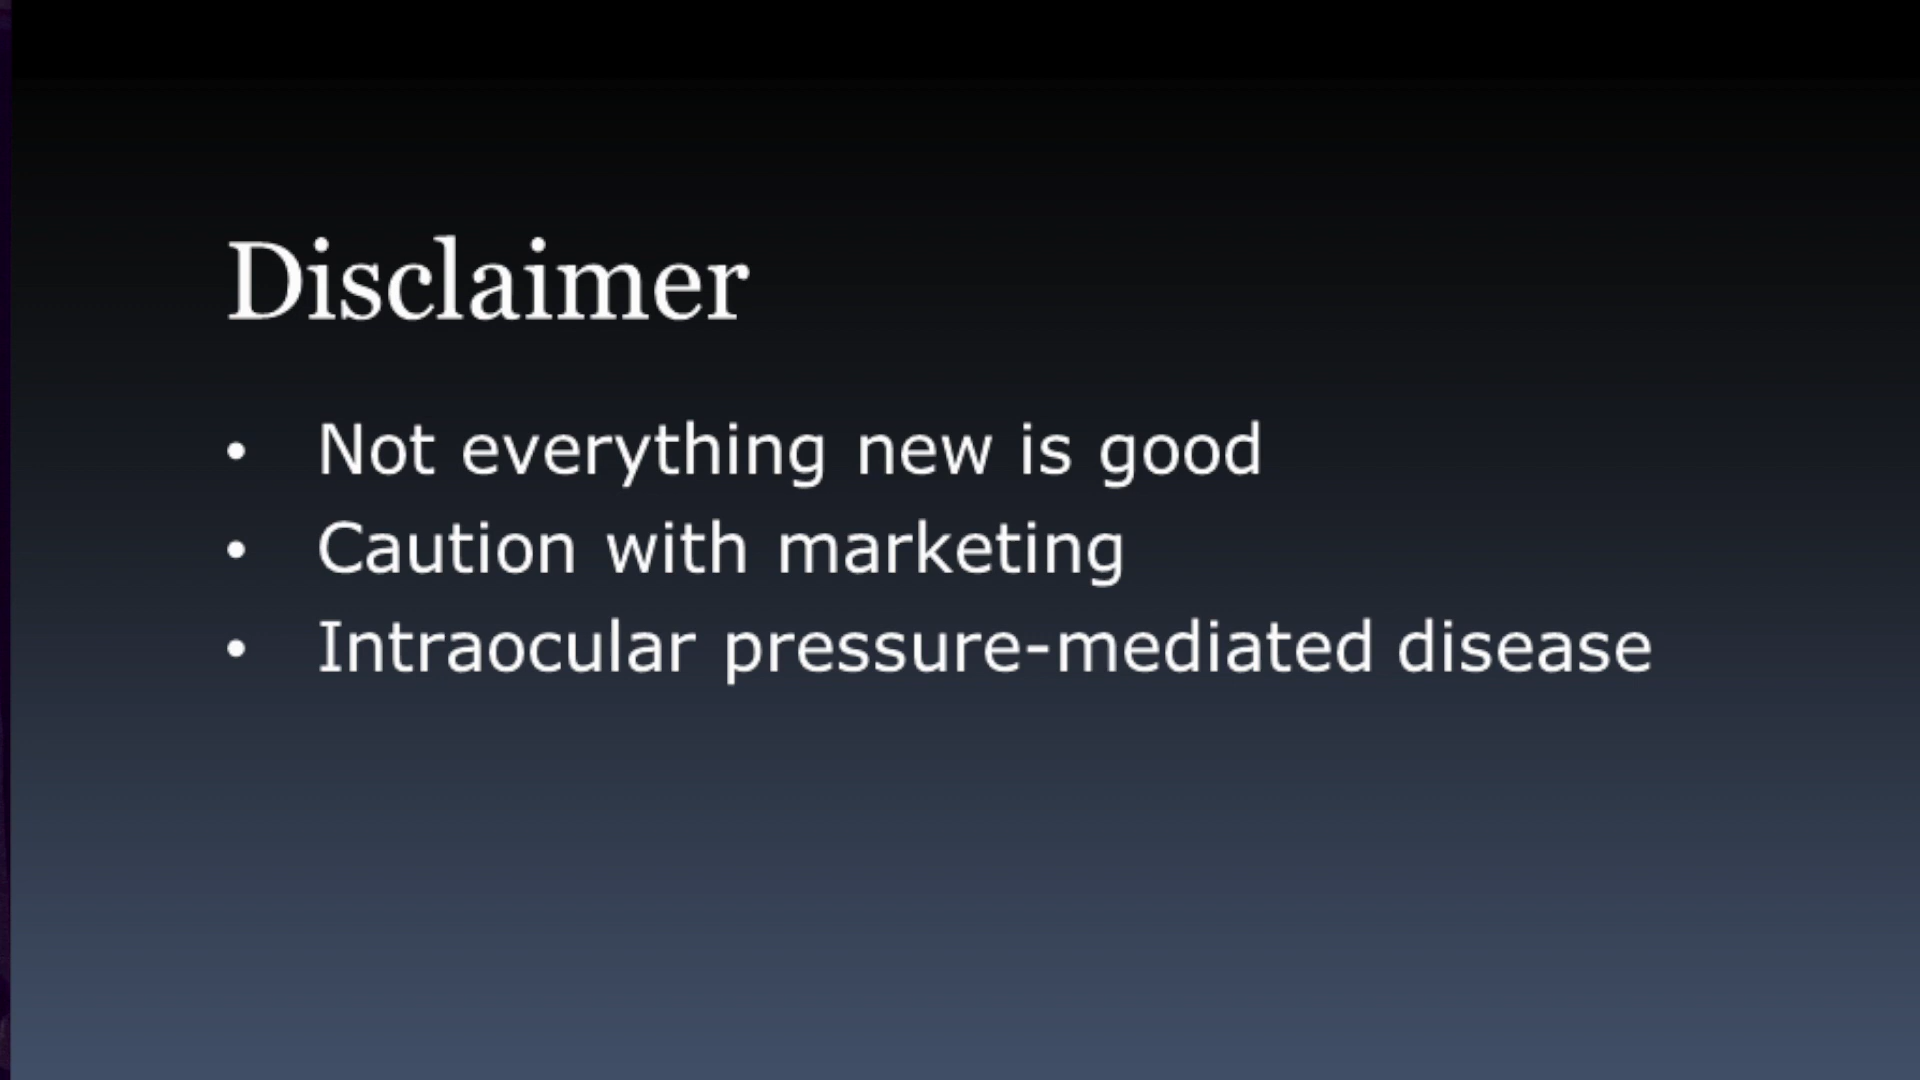 Disclaimer
• Not everything new is good
• Caution with marketing
• Intraocular pressure-mediated disease